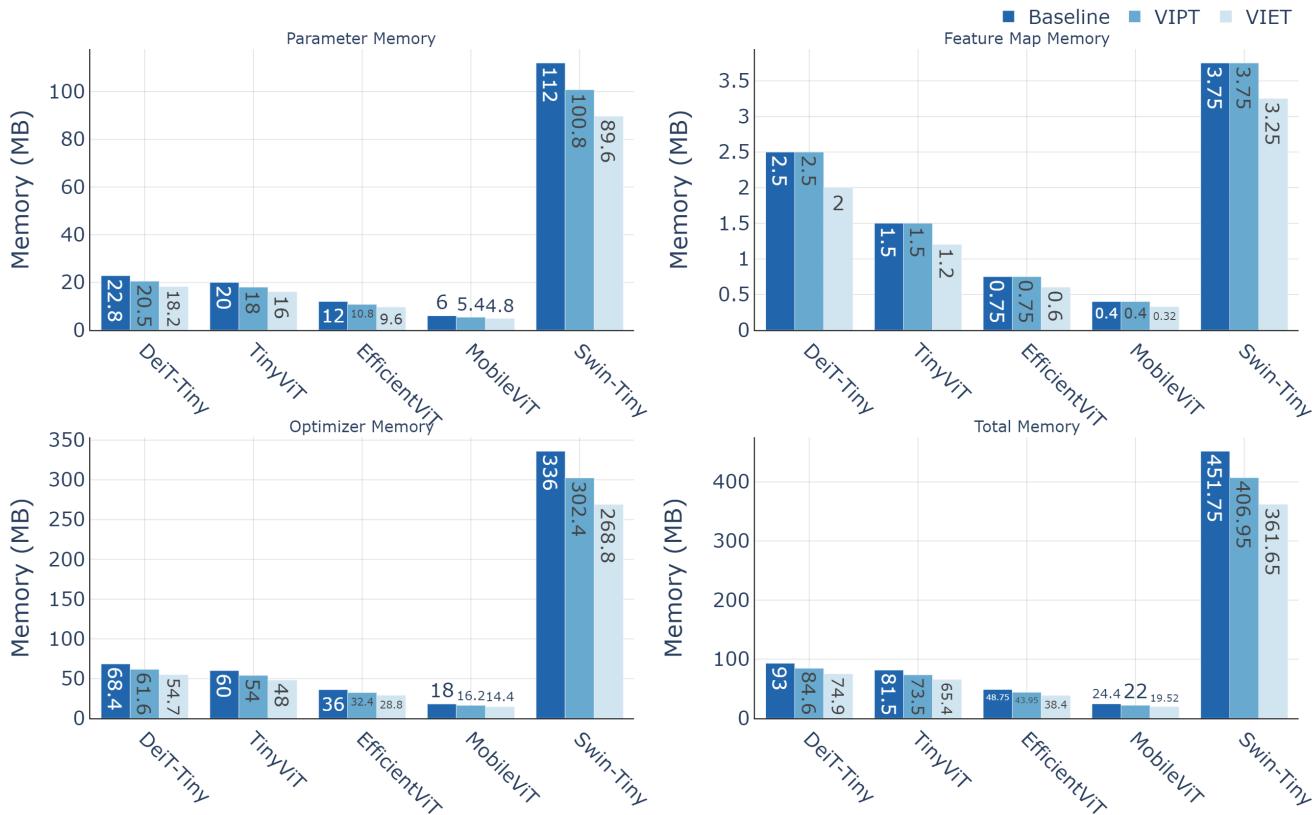 Baseline VIPT VIET
Parameter Memory
Memory (MB)
100
80
60
40
20
0
22.8 20.5 18.2
20 18 16
12 10.8 9.6
6 5.4 4.8
112 100.8 89.6
DeiT-Tiny TinyViT EfficientViT MobileViT Swin-Tiny
Feature Map Memory
Memory (MB)
3.5
3
2.5
2
1.5
1
0.5
0
2.5 2.5 2
1.5 1.5 1.2
0.75 0.75 0.6
0.4 0.4 0.32
3.75 3.75 3.25
DeiT-Tiny TinyViT EfficientViT MobileViT Swin-Tiny
Optimizer Memory
Memory (MB)
350
300
250
200
150
100
50
0
68.4 61.6 54.7
60 54 48
36 32.4 28.8
18 16.2 14.4
336 302.4 268.8
DeiT-Tiny TinyViT EfficientViT MobileViT Swin-Tiny
Total Memory
Memory (MB)
400
300
200
100
0
93 84.6 74.9
81.5 73.5 65.4
48.75 43.95 38.4
24.4 22 19.52
451.75 406.95 361.65
DeiT-Tiny TinyViT EfficientViT MobileViT Swin-Tiny